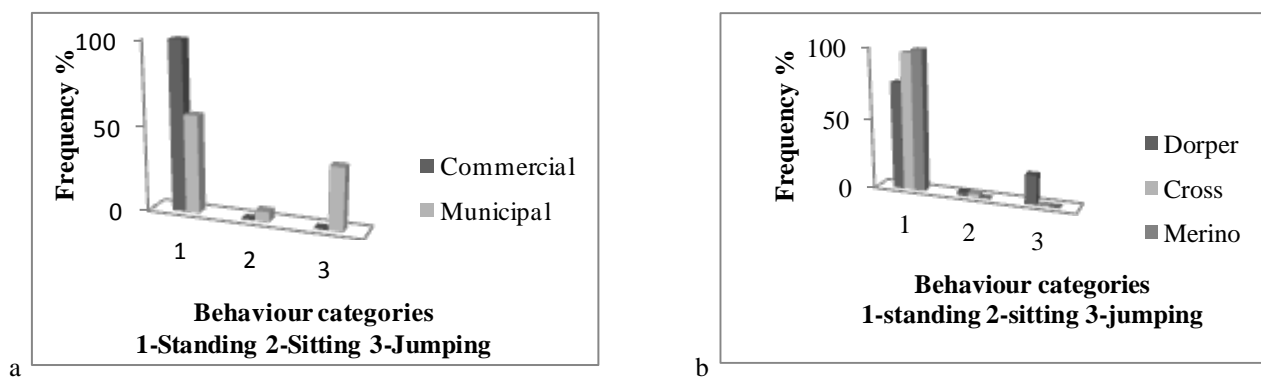 100
50
0
Frequency %
1
2
3
Commercial
Municipal
Behaviour categories
1-Standing 2-Sitting 3-Jumping
a
100
50
0
Frequency %
1
2
3
Dorper
Cross
Merino
Behaviour categories
1-standing 2-sitting 3-jumping
b